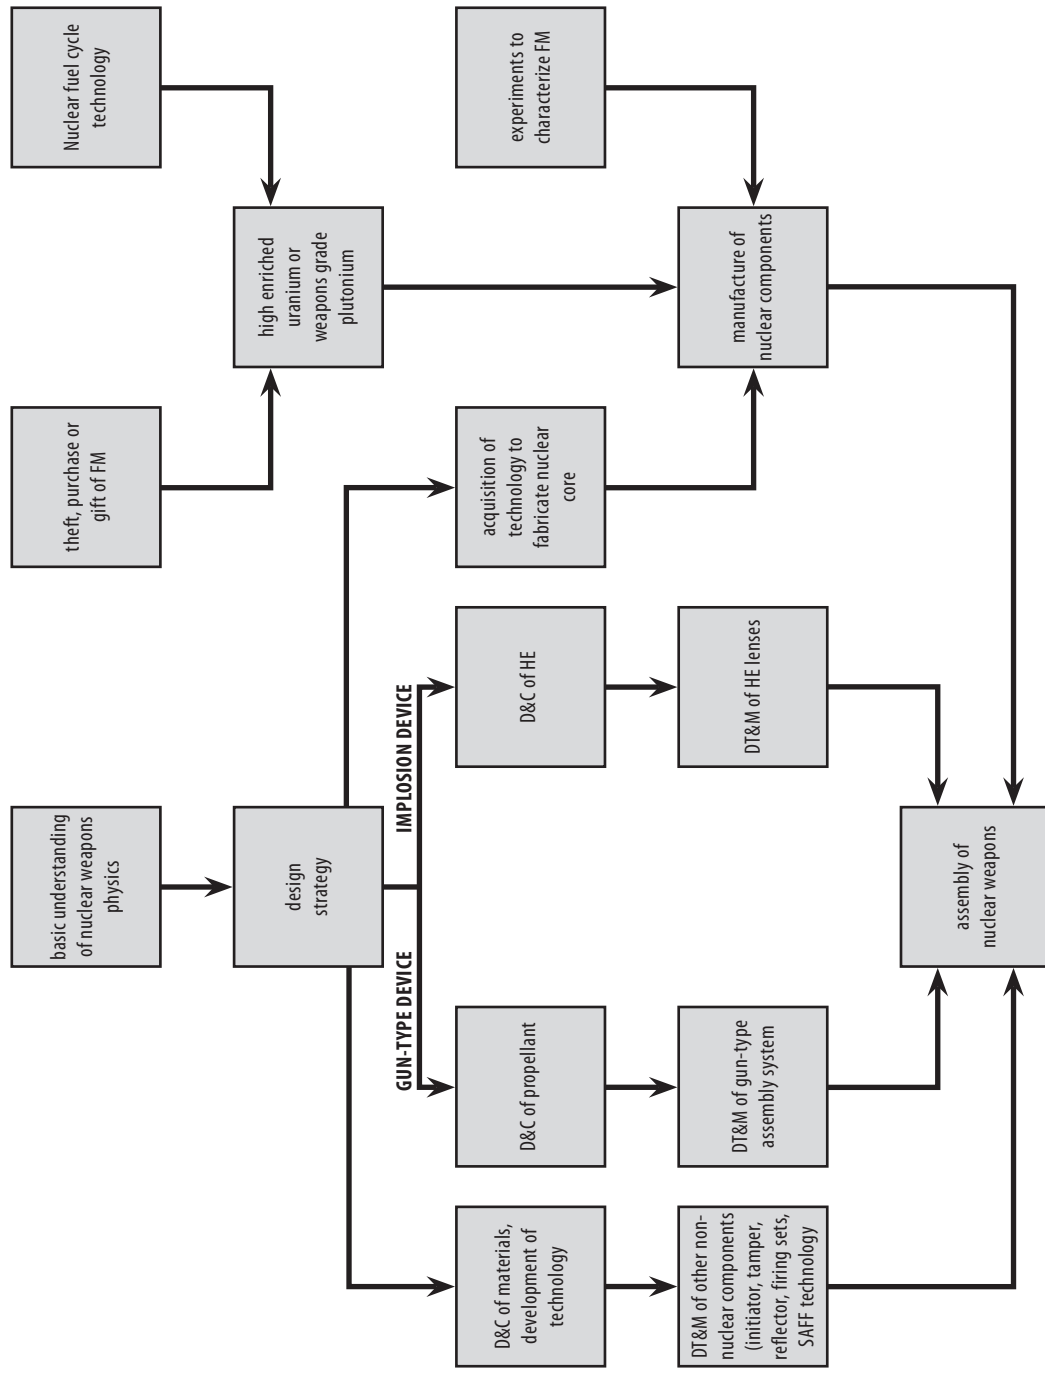 basic understanding
of nuclear weapons
physics
theft, purchase or
gift of FM
Nuclear fuel cycle
technology
design
strategy
high enriched
uranium or
weapons grade
plutonium
GUN-TYPE DEVICE
IMPLOSION DEVICE
D&C of materials,
development of
technology
D&C of propellant
D&C of HE
acquisition of
technology to
fabricate nuclear
core
experiments to
characterize FM
DT&M of other non-
nuclear components
(initiator, tamper,
reflector, firing sets,
SAFF technology
DT&M of gun-type
assembly system
DT&M of HE lenses
manufacture of
nuclear components
assembly of
nuclear weapons